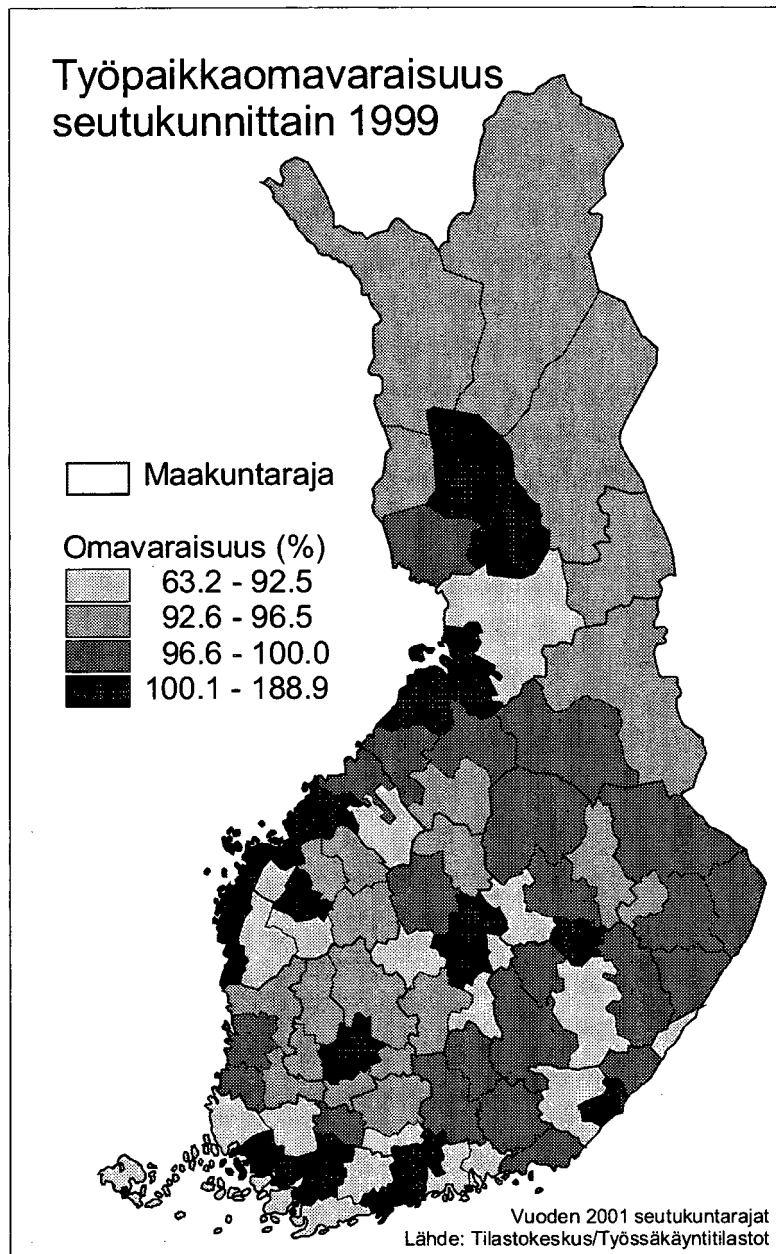 Työpaikkaomavaraisuus
seutukunnittain 1999
Maakuntaraja
Omavaraisuus (%)
63.2 - 92.5
92.6 - 96.5
96.6 - 100.0
100.1 - 188.9
Vuoden 2001 seutukuntarajat
Lähde: Tilastokeskus/Työssäkäyntitilastot